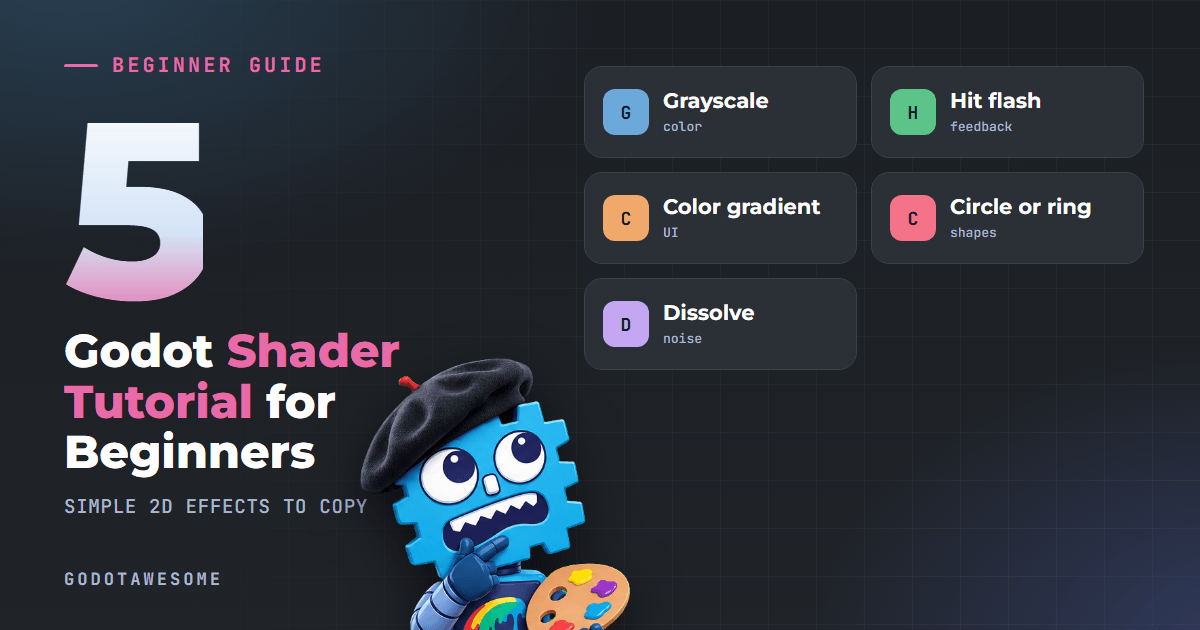 BEGINNER GUIDE
5
Godot Shader
Tutorial for
Beginners
SIMPLE 2D EFFECTS TO COPY
GODOTAWESOME
G
Grayscale
color
H
Hit flash
feedback
C
Color gradient
UI
C
Circle or ring
shapes
D
Dissolve
noise